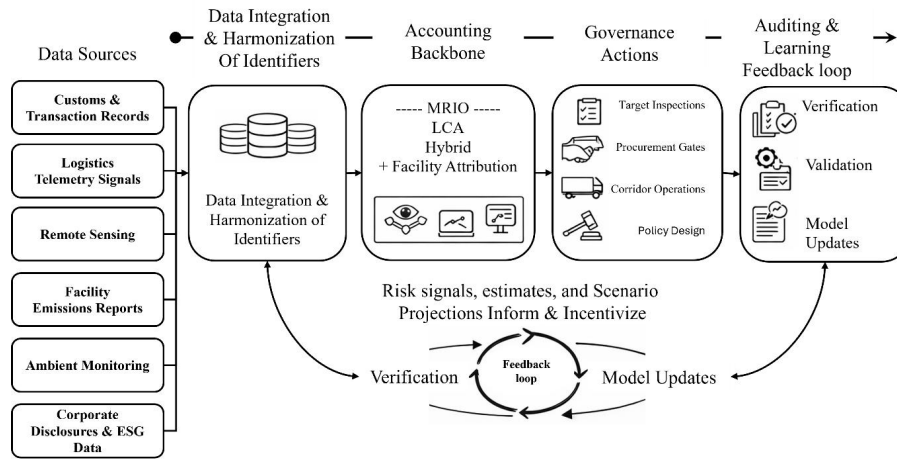 Data Sources
Customs &
Transaction Records
Logistics
Telemetry Signals
Remote Sensing
Facility
Emissions Reports
Ambient Monitoring
Corporate
Disclosures & ESG
Data
Data Integration
& Harmonization
Of Identifiers
Data Integration &
Harmonization of
Identifiers
Accounting
Backbone
----- MRIO -----
LCA
Hybrid
+ Facility Attribution
Governance
Actions
Target Inspections
Procurement Gates
Corridor Operations
Policy Design
Auditing &
Learning
Feedback loop
Verification
Validation
Model
Updates
Risk signals, estimates, and Scenario
Projections Inform & Incentivize
Verification
Feedback
loop
Model Updates